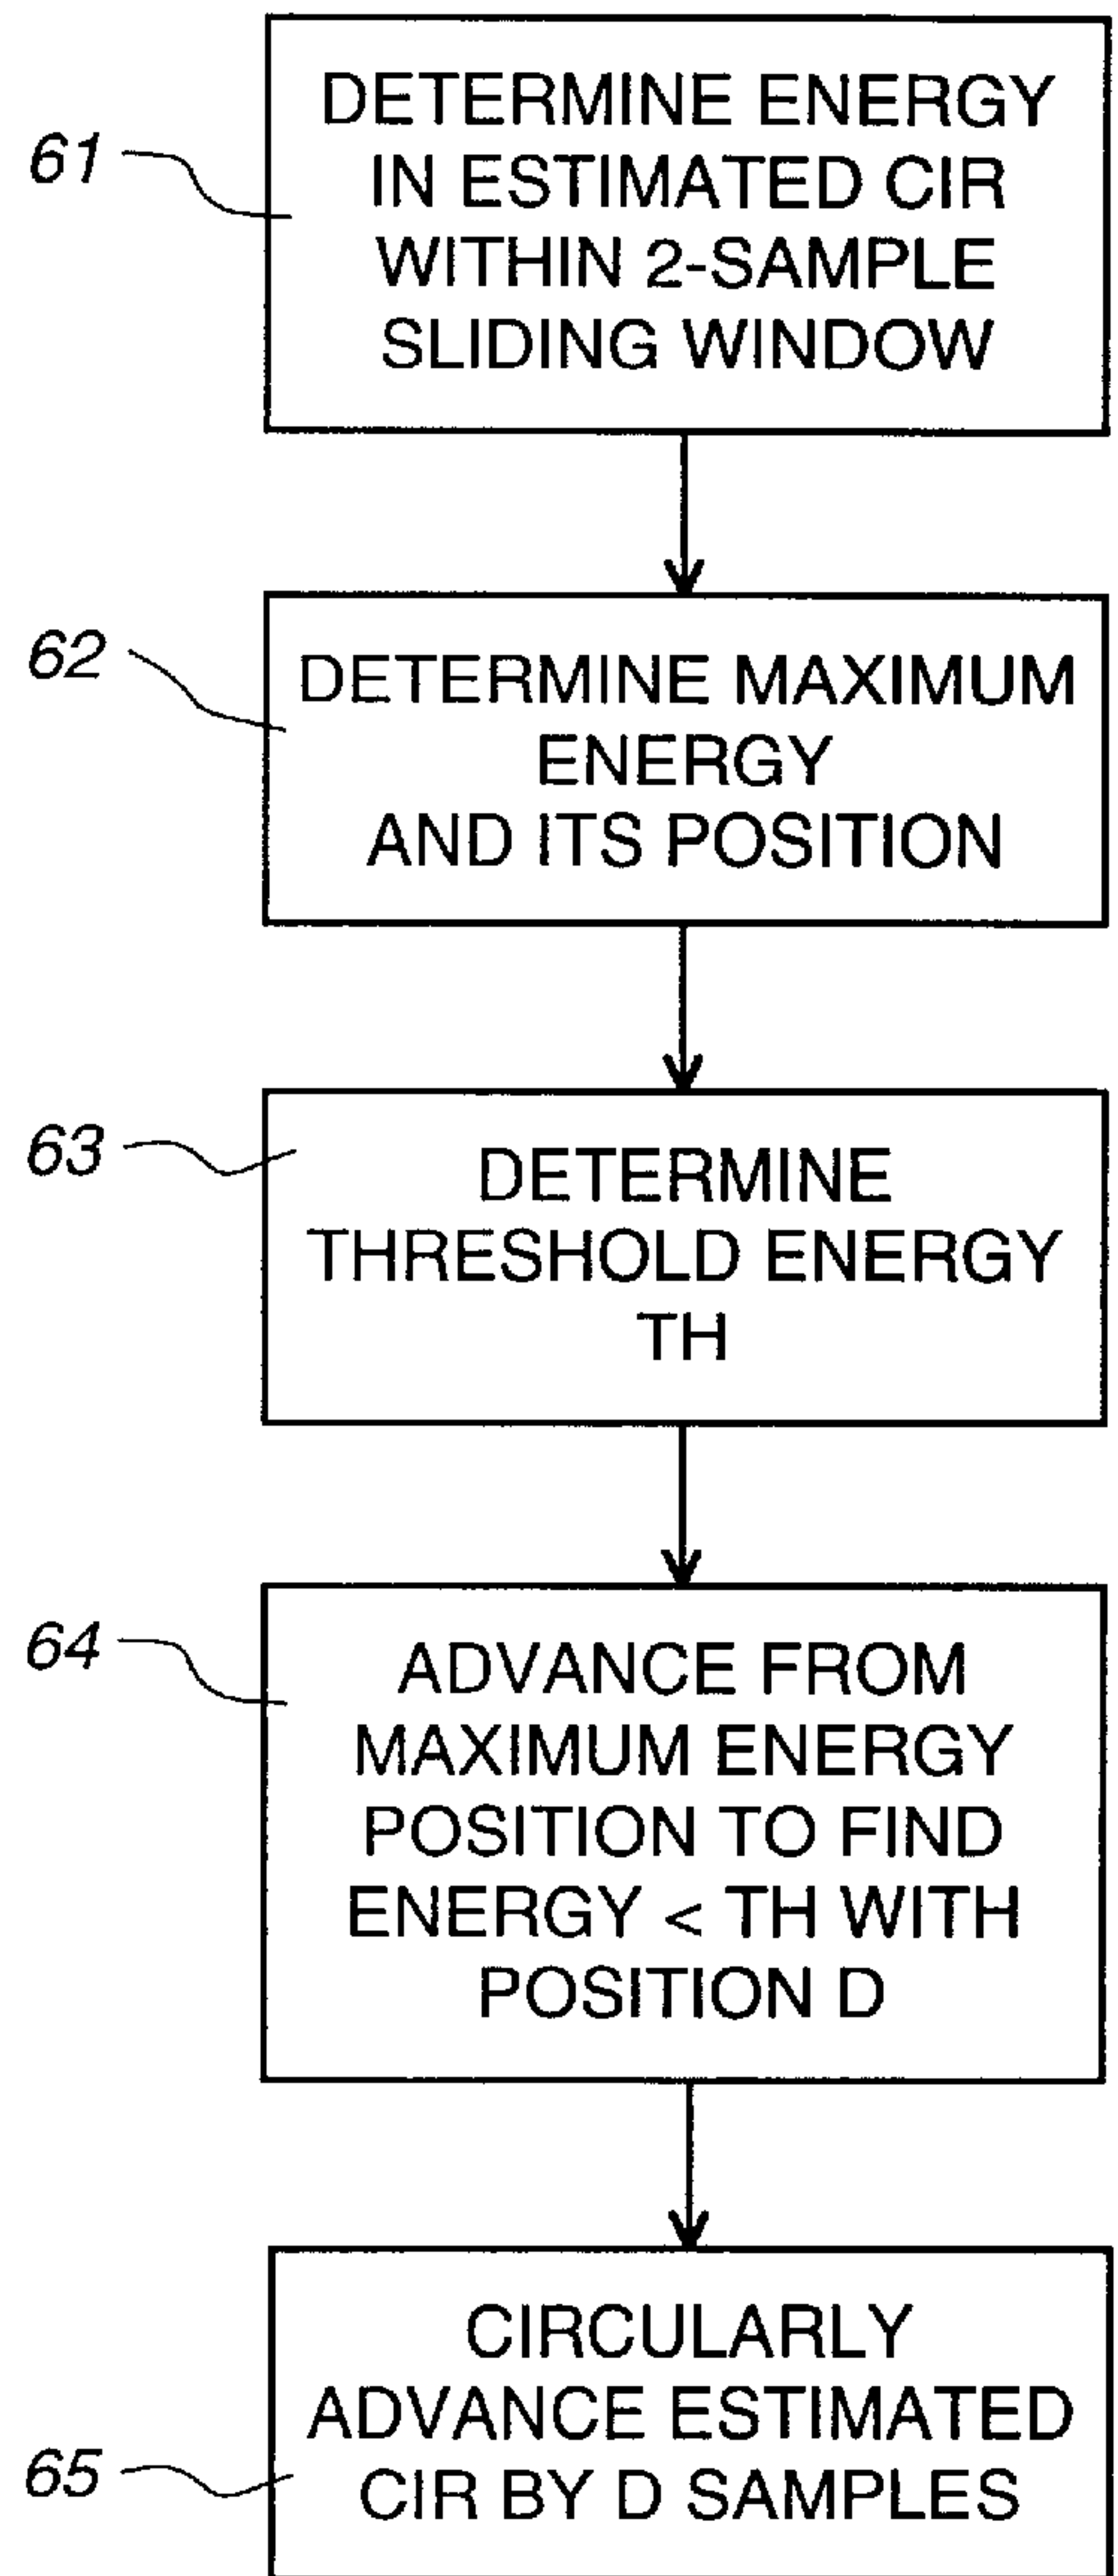 61
DETERMINE ENERGY
IN ESTIMATED CIR
WITHIN 2-SAMPLE
SLIDING WINDOW
62
DETERMINE MAXIMUM
ENERGY
AND ITS POSITION
63
DETERMINE
THRESHOLD ENERGY
TH
64
ADVANCE FROM
MAXIMUM ENERGY
POSITION TO FIND
ENERGY < TH WITH
POSITION D
65
CIRCULARLY
ADVANCE ESTIMATED
CIR BY D SAMPLES